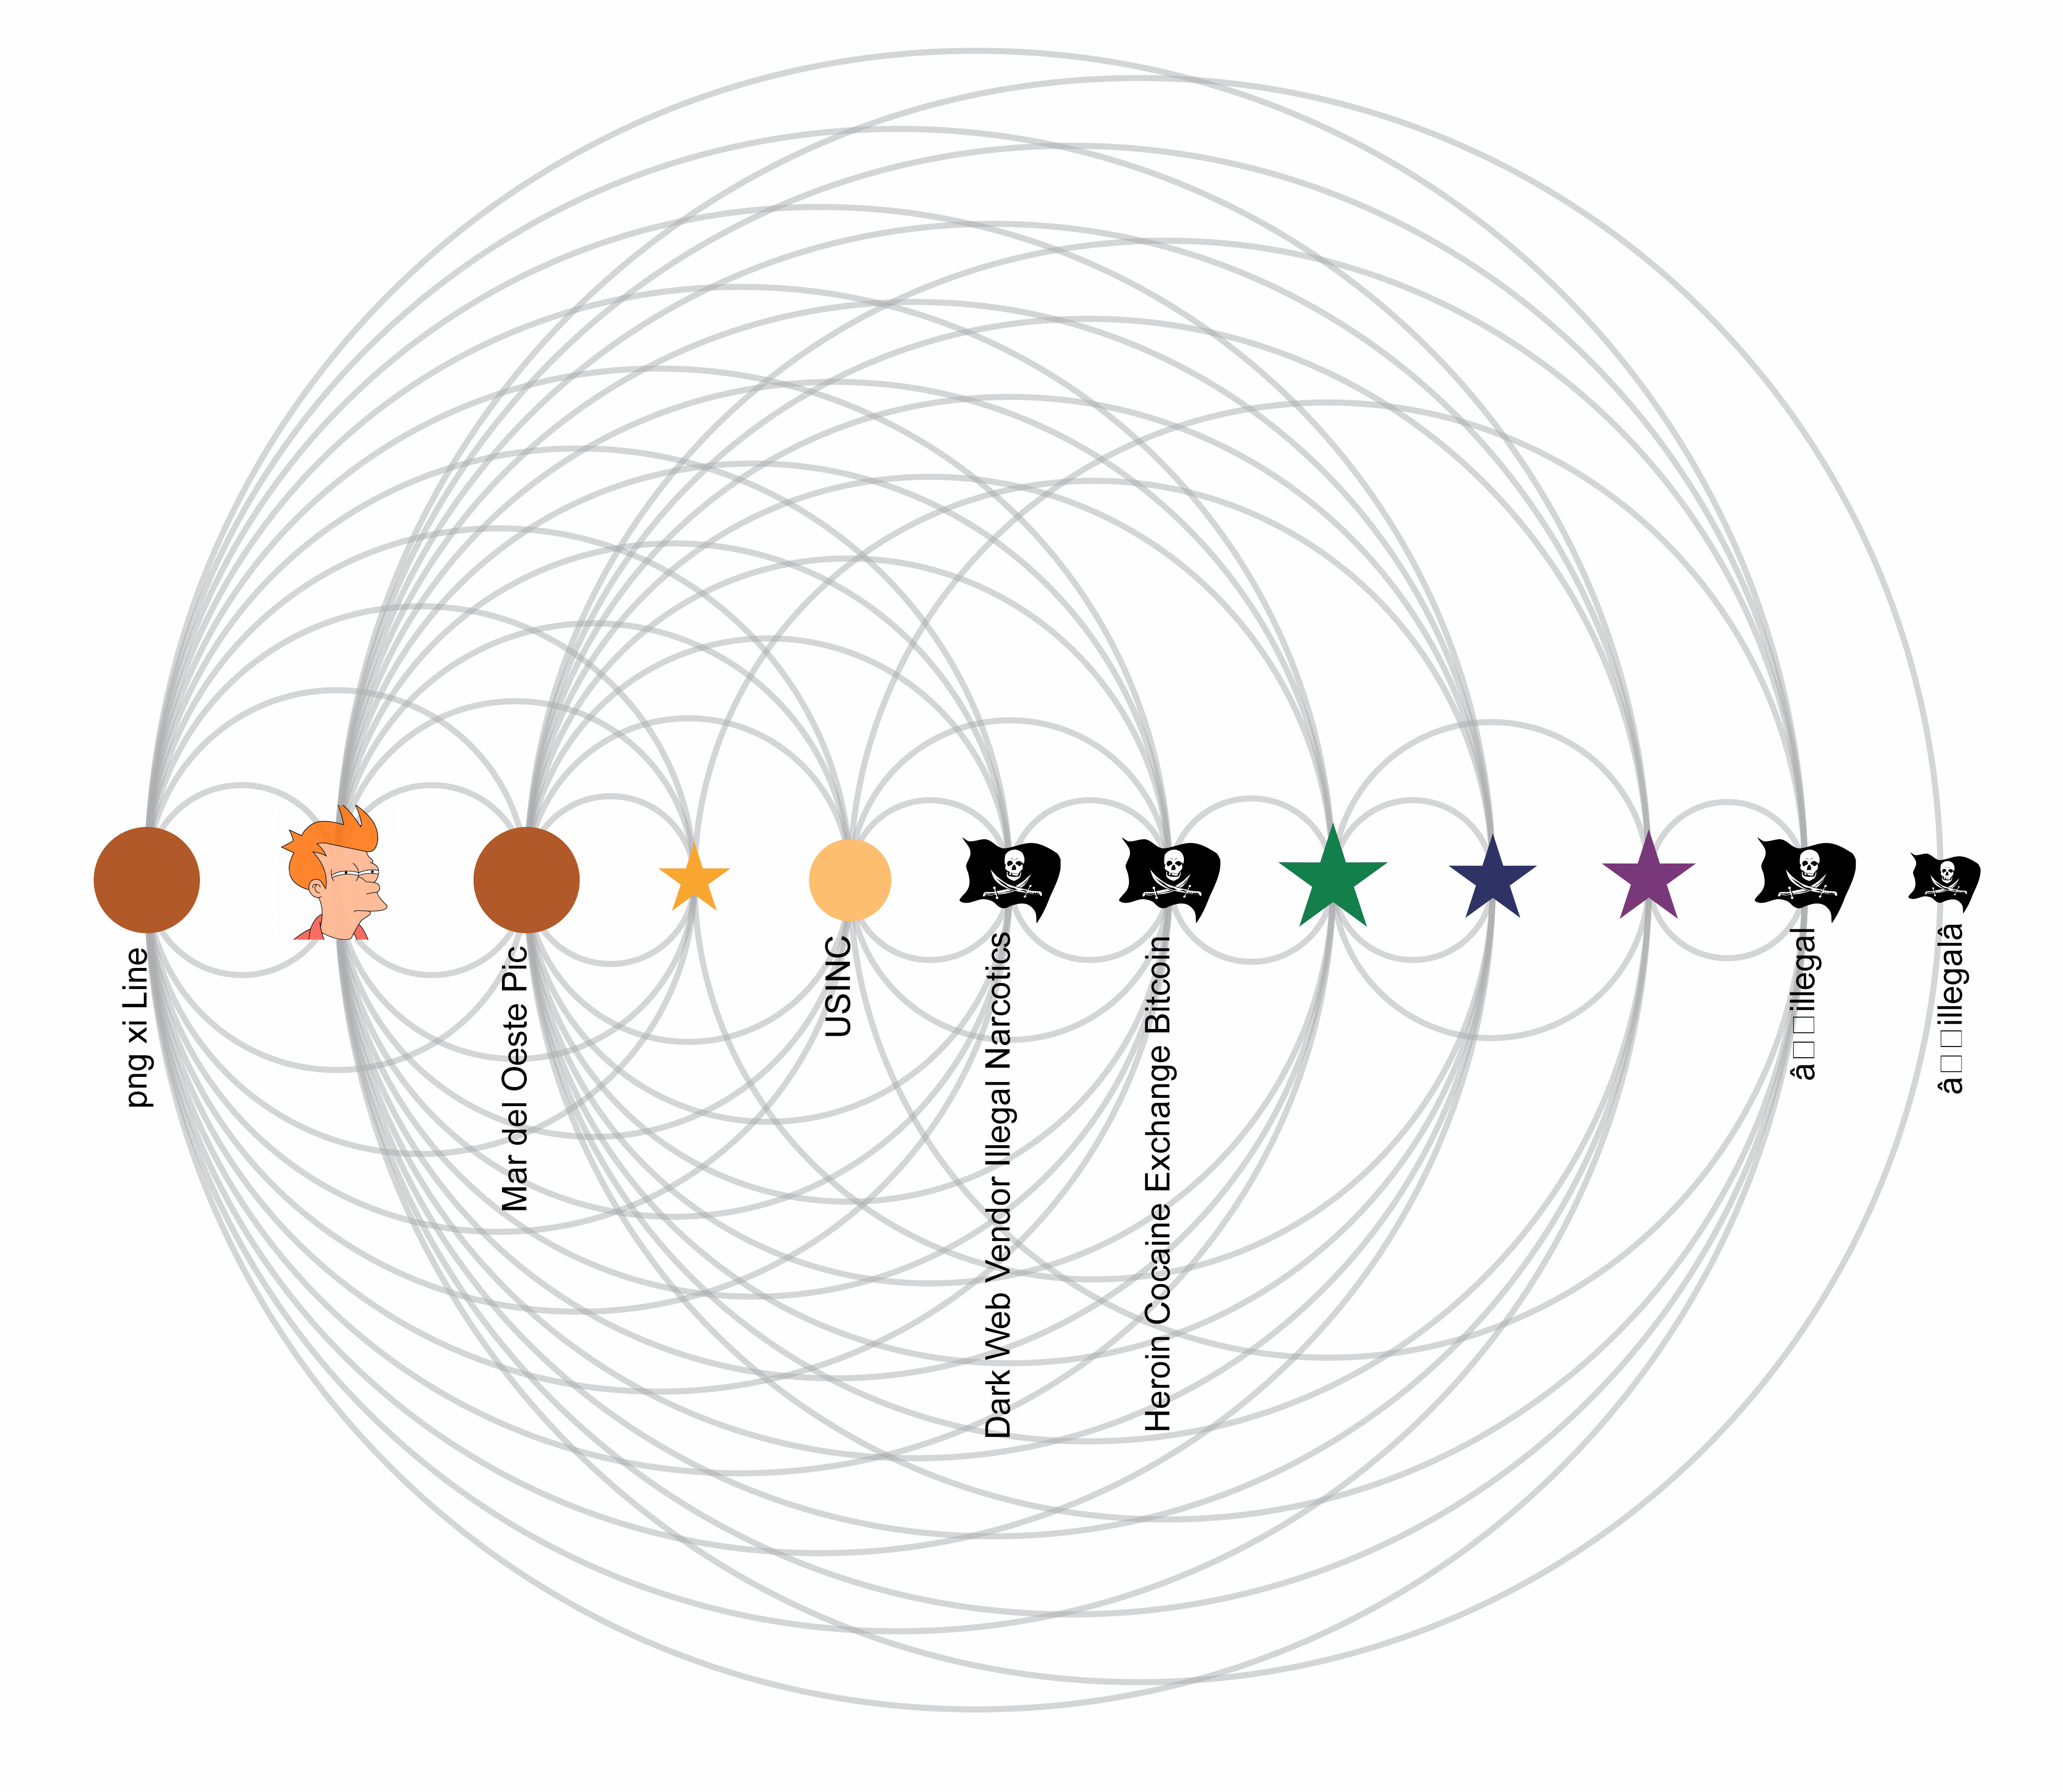 png xi Line
Mar del Oeste Pic
USINC
Dark Web Vendor Illegal Narcotics
Heroin Cocaine Exchange Bitcoin
â□□illegal
â□□illegalâ